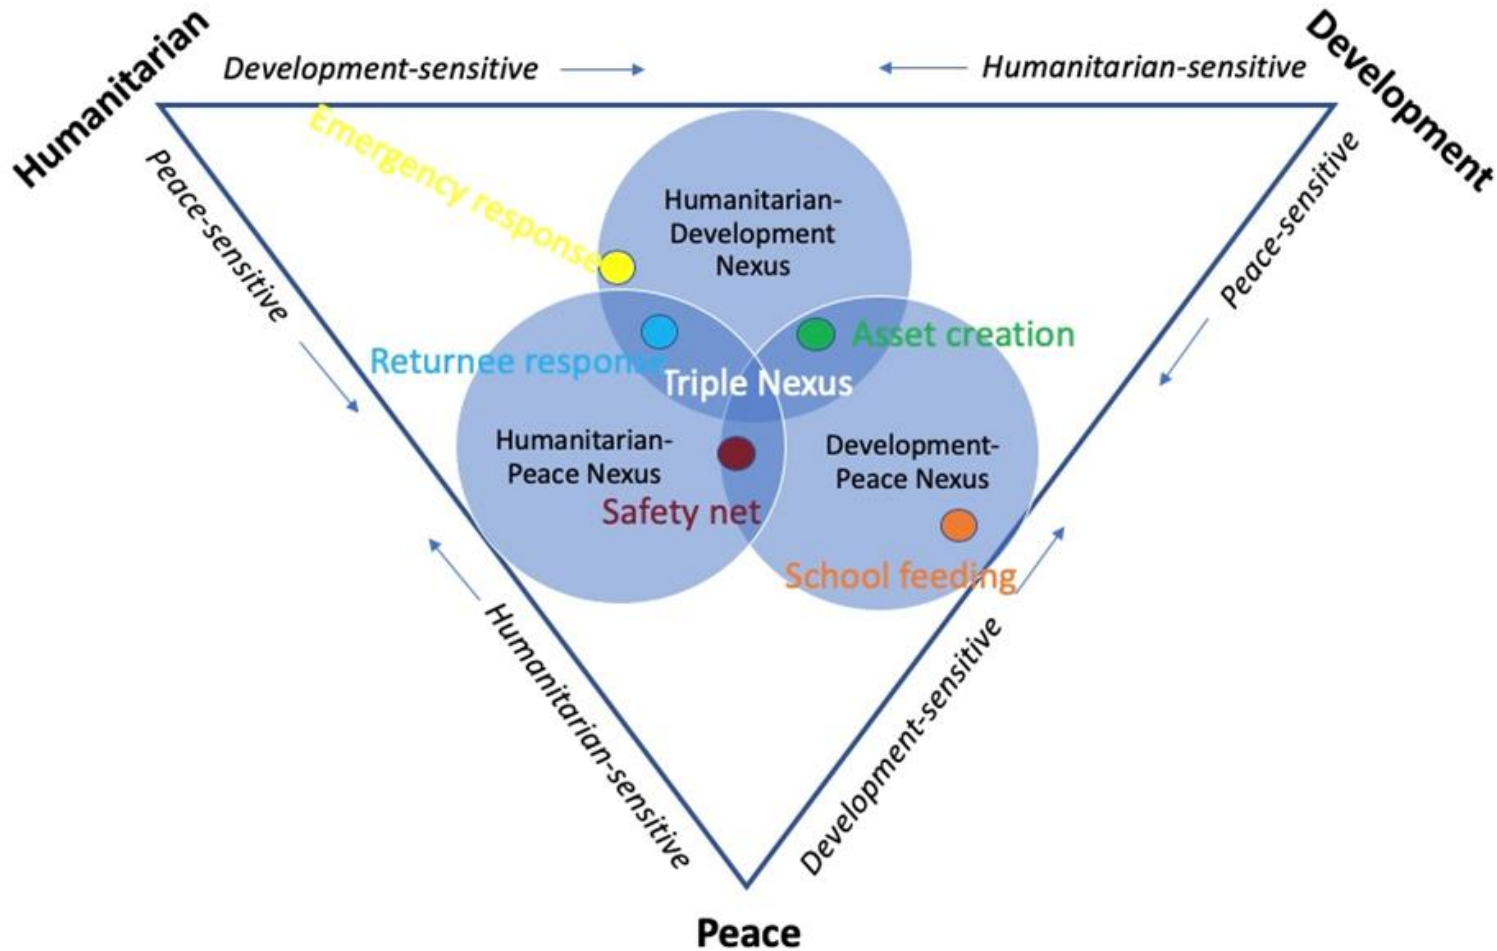 Humanitarian
Development-sensitive
Humanitarian-sensitive
Development
Emergency response
Peace-sensitive
Peace-sensitive
Humanitarian-
Development
Nexus
Returnee response
Asset creation
Triple Nexus
Humanitarian-
Peace Nexus
Development-
Peace Nexus
Safety net
School feeding
Humanitarian-sensitive
Development-sensitive
Peace